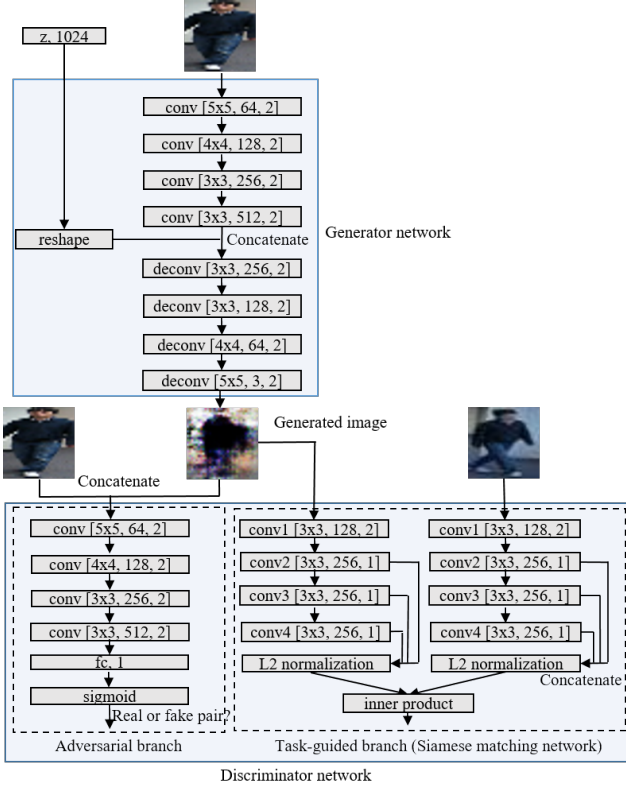 z, 1024
conv [5x5, 64, 2]
conv [4x4, 128, 2]
conv [3x3, 256, 2]
conv [3x3, 512, 2]
reshape
Concatenate
Generator network
deconv [3x3, 256, 2]
deconv [3x3, 128, 2]
deconv [4x4, 64, 2]
deconv [5x5, 3, 2]
Generated image
Concatenate
conv [5x5, 64, 2]
conv [4x4, 128, 2]
conv [3x3, 256, 2]
conv [3x3, 512, 2]
fc, 1
sigmoid
Real or fake pair?
Adversarial branch
conv1 [3x3, 128, 2]
conv2 [3x3, 256, 1]
conv3 [3x3, 256, 1]
conv4 [3x3, 256, 1]
L2 normalization
conv1 [3x3, 128, 2]
conv2 [3x3, 256, 1]
conv3 [3x3, 256, 1]
conv4 [3x3, 256, 1]
L2 normalization
Concatenate
inner product
Task-guided branch (Siamese matching network)
Discriminator network